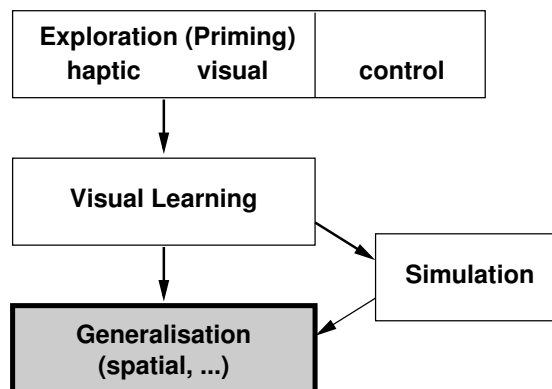 Exploration (Priming)
haptic visual control
Visual Learning
Simulation
Generalisation
(spatial, ...)